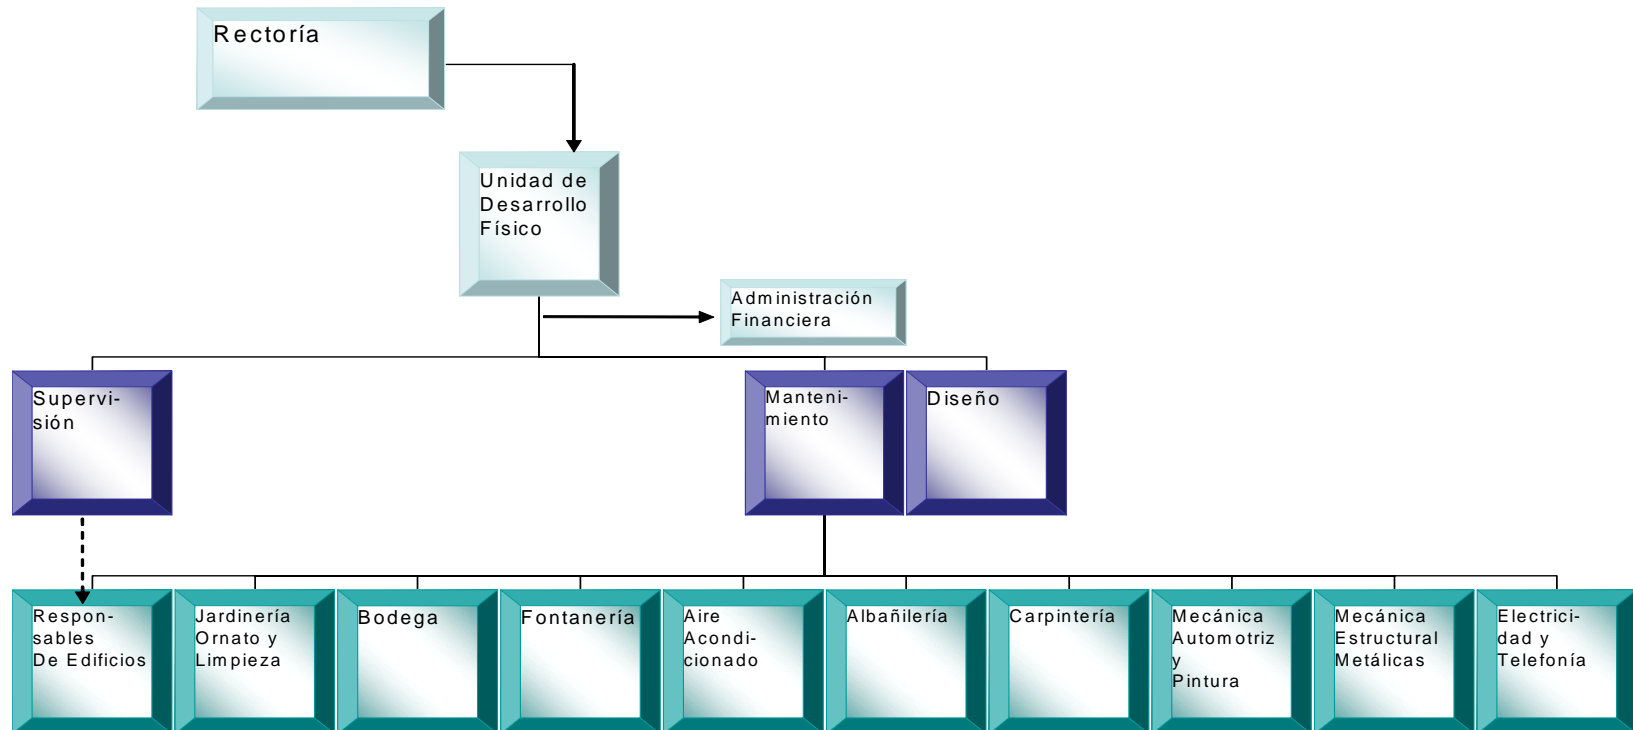 Rectoría
Unidad de
Desarrollo
Físico
Administración
Financiera
Supervi-
sión
Manteni-
miento
Diseño
Respon-
sables
De Edificios
Jardinería
Ornato y
Limpieza
Bodega
Fontanería
Aire
Acondi-
cionado
Albañilería
Carpintería
Mecánica
Automotriz
y
Pintura
Mecánica
Estructural
Metálicas
Electrici-
dad y
Telefonía